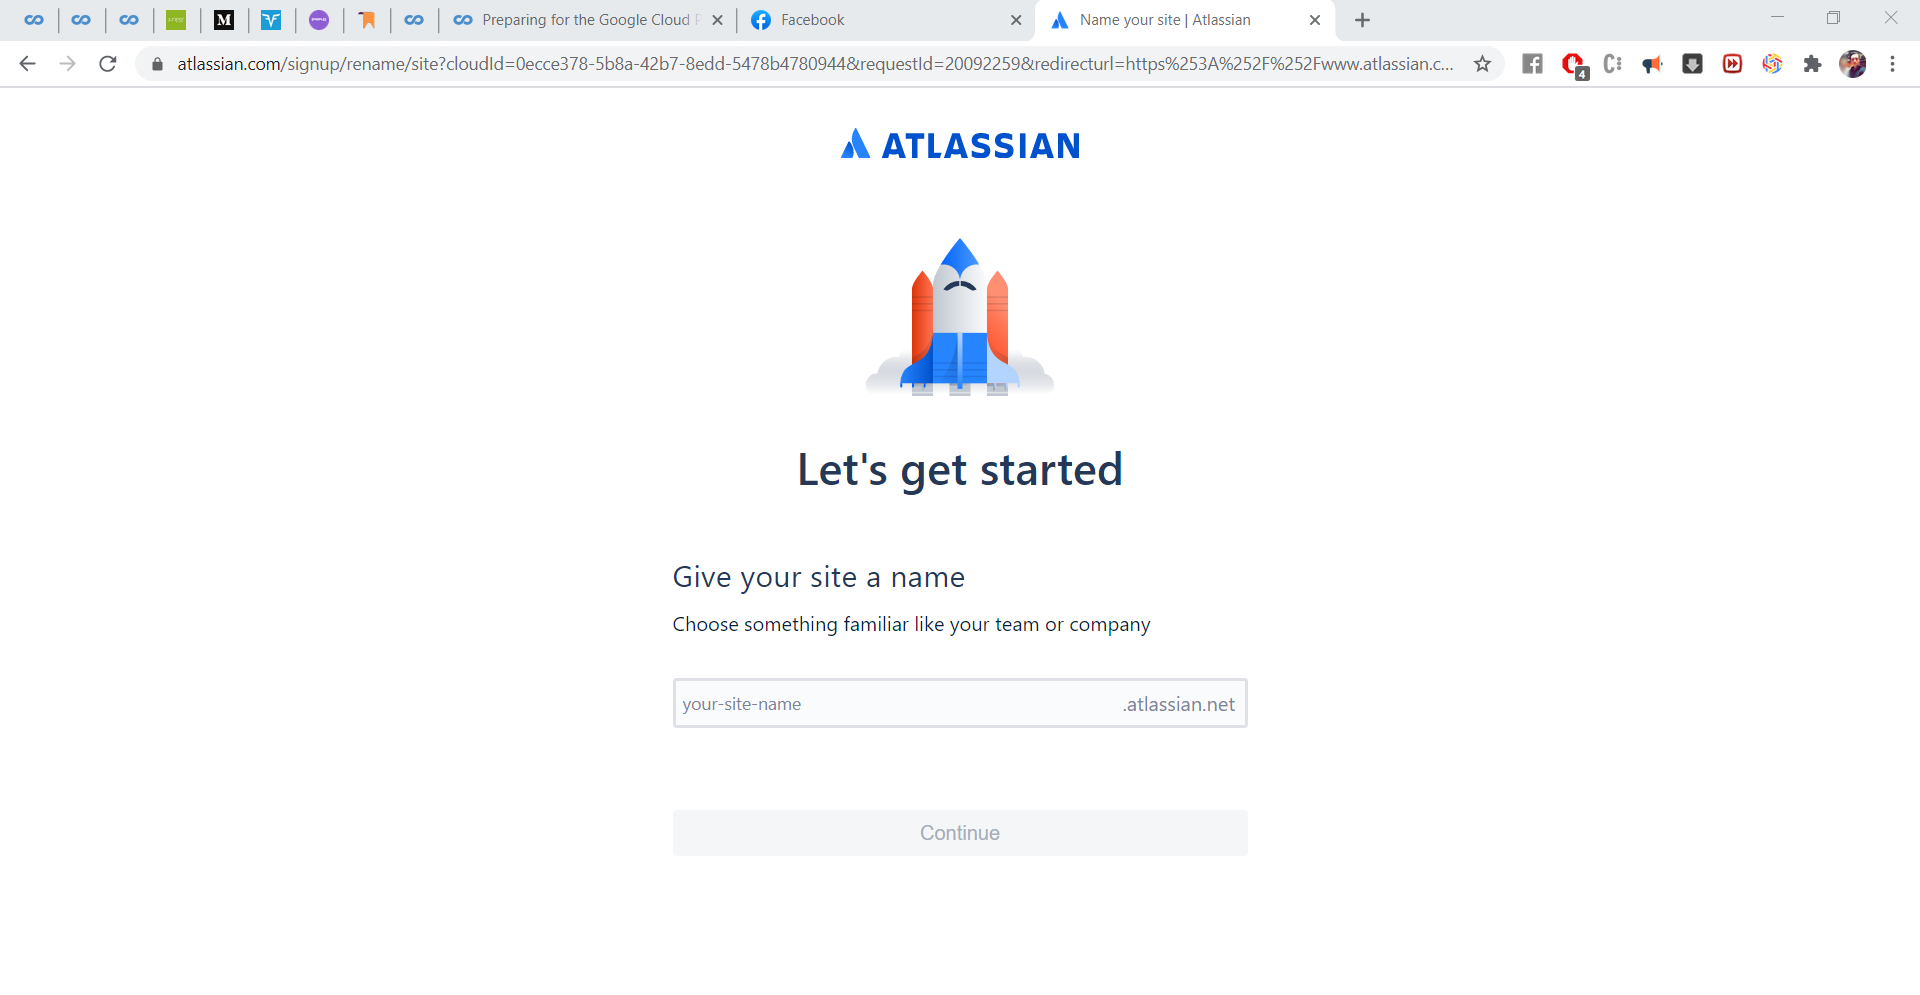 Preparing for the Google Cloud
Facebook
Name your site | Atlassian
atlassian.com/signup/rename/site?cloudId=0ecce378-5b8a-42b7-8edd-5478b4780944&requestId=20092259&redirecturl=https%253A%252F%252Fwww.atlassian.c...
4
ATLASSIAN
Let's get started
Give your site a name
Choose something familiar like your team or company
your-site-name .atlassian.net
Continue